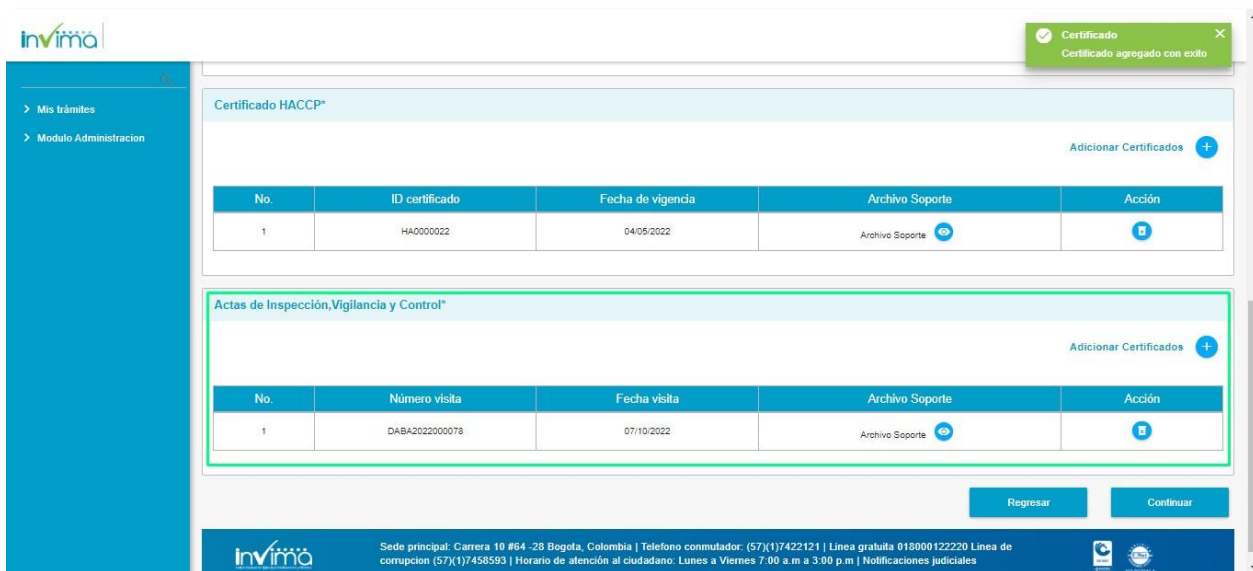 invima
Certificado
Certificado agregado con exito
Mis trámites
Modulo Administracion
Certificado HACCP*
Adicionar Certificados
No. ID certificado Fecha de vigencia Archivo Soporte Acción
1 HA0000022 04/05/2022 Archivo Soporte
Actas de Inspección,Vigilancia y Control*
Adicionar Certificados
No. Número visita Fecha visita Archivo Soporte Acción
1 DABA2022000078 07/10/2022 Archivo Soporte
Regresar Continuar
invima
Sede principal: Carrera 10 #64 -28 Bogota, Colombia | Telefono conmutador: (57)(1)7422121 | Linea gratuita 018000122220 Linea de
corrupcion (57)(1)7458593 | Horario de atención al ciudadano: Lunes a Viernes 7:00 a.m a 3:00 p.m | Notificaciones judiciales